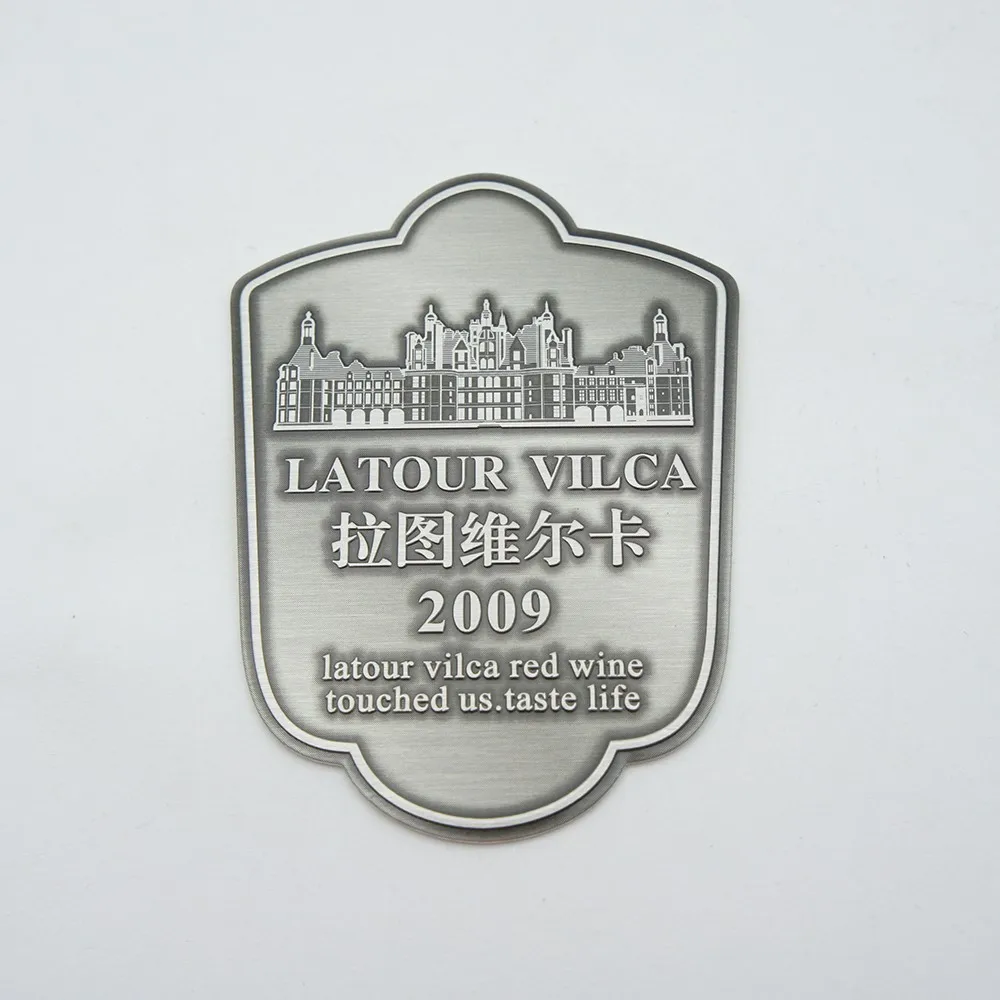 LATOUR VILCA
拉图维尔卡
2009
latour vilca red wine
touched us.taste life